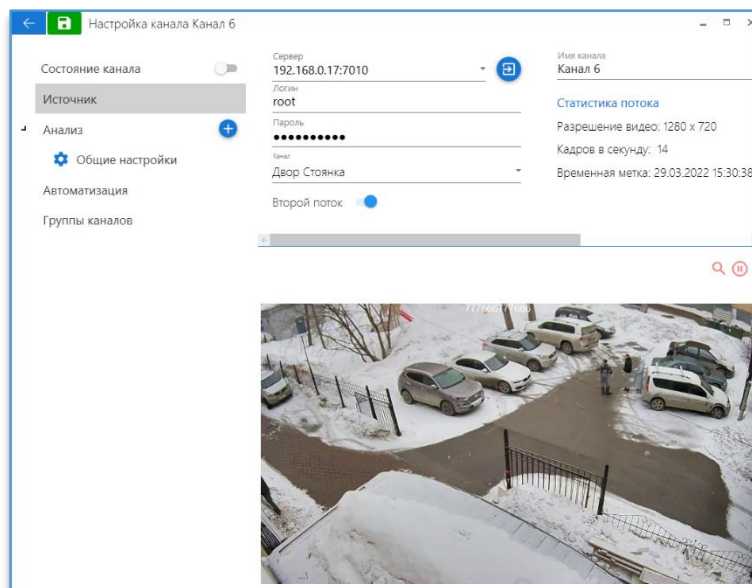 Настройка канала Канал 6
Состояние канала
Источник
Анализ
Общие настройки
Автоматизация
Группы каналов
Сервер
192.168.0.17:7010
Логин
root
Пароль
••••••••••
Канал
Двор Стоянка
Второй поток
Имя канала
Канал 6
Статистика потока
Разрешение видео: 1280 x 720
Кадров в секунду: 14
Временная метка: 29.03.2022 15:30:38